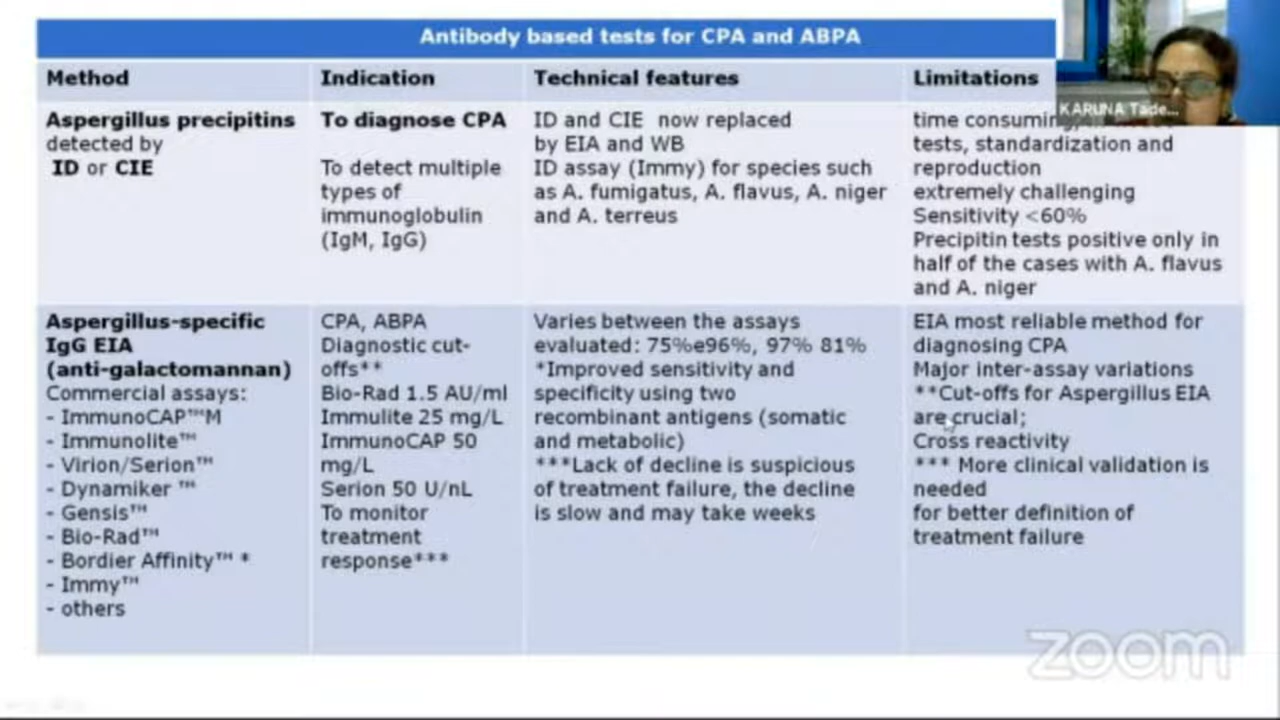 Antibody based tests for CPA and ABPA
Method
Indication
Technical features
Limitations
KARUNA Tade...
Aspergillus precipitins
detected by
ID or CIE
To diagnose CPA
To detect multiple
types of
immunoglobulin
(IgM, IgG)
ID and CIE now replaced
by EIA and WB
ID assay (Immy) for species such
as A. fumigatus, A. flavus, A. niger
and A. terreus
time consuming,
tests, standardization and
reproduction
extremely challenging
Sensitivity <60%
Precipitin tests positive only in
half of the cases with A. flavus
and A. niger
Aspergillus-specific
IgG EIA
(anti-galactomannan)
Commercial assays:
- ImmunoCAP™M
- Immunolite™
- Virion/Serion™
- Dynamiker ™
- Gensis™
- Bio-Rad™
- Bordier Affinity™ *
- Immy™
- others
CPA, ABPA
Diagnostic cut-
offs**
Bio-Rad 1.5 AU/ml
Immulite 25 mg/L
ImmunoCAP 50
mg/L
Serion 50 U/nL
To monitor
treatment
response***
Varies between the assays
evaluated: 75%e96%, 97% 81%
*Improved sensitivity and
specificity using two
recombinant antigens (somatic
and metabolic)
***Lack of decline is suspicious
of treatment failure, the decline
is slow and may take weeks
EIA most reliable method for
diagnosing CPA
Major inter-assay variations
**Cut-offs for Aspergillus EIA
are crucial;
Cross reactivity
*** More clinical validation is
needed
for better definition of
treatment failure
zoom